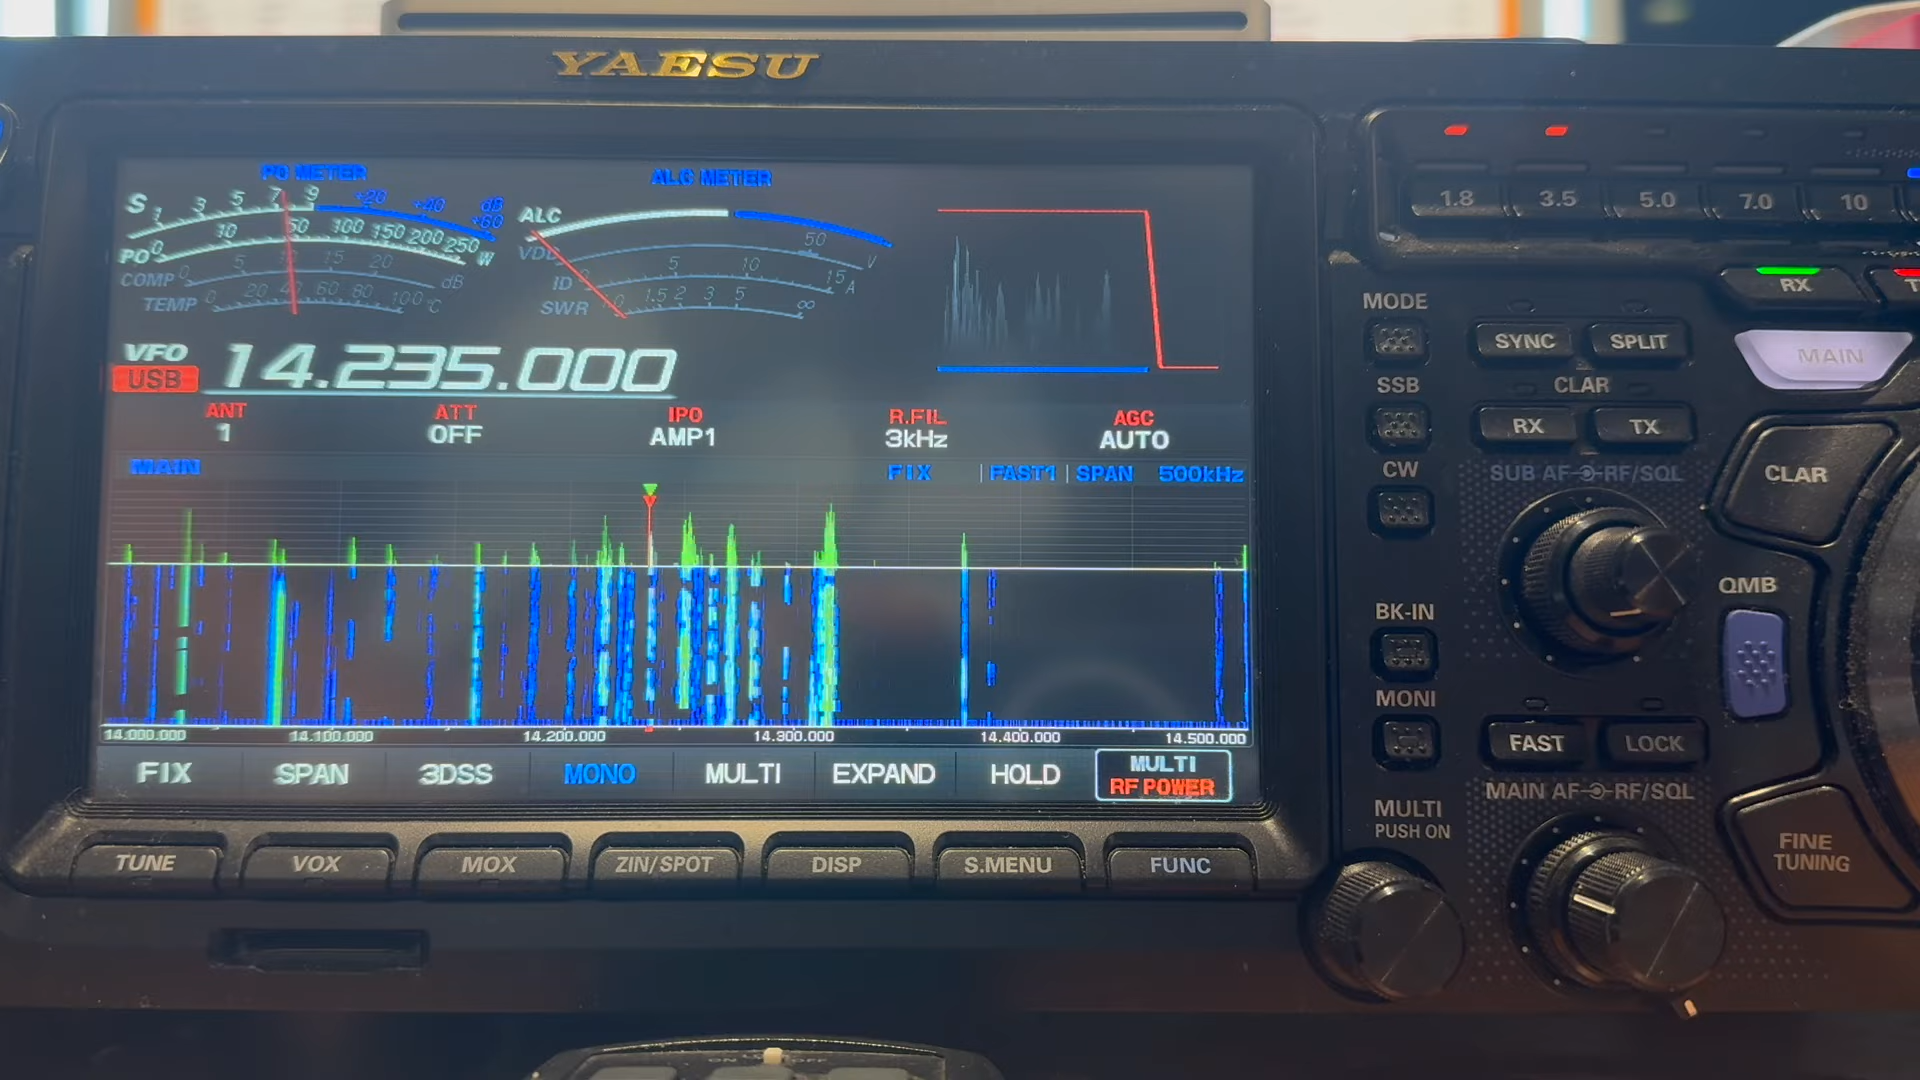 YAESU
PO METER
S 1 3 5 7 9 +20 +40 +60 dB
PO 0 10 50 100 150 200 250 W
COMP 0 5 10 15 20 dB
TEMP 0 20 40 60 80 100 °C
ALC METER
ALC
VDD 50 V
ID 0 5 10 15 A
SWR 1.0 1.5 2 3 5 ∞
VFO
USB
14.235.000
ANT
1
ATT
OFF
IPO
AMP1
R.FIL
3kHz
AGC
AUTO
MAIN
FIX | FAST1 | SPAN 500kHz
14.000.000 14.100.000 14.200.000 14.300.000 14.400.000 14.500.000
FIX SPAN 3DSS MONO MULTI EXPAND HOLD
MULTI
RF POWER
TUNE VOX MOX ZIN/SPOT DISP S.MENU FUNC
1.8 3.5 5.0 7.0 10
RX
MODE
SYNC SPLIT
MAIN
SSB
CLAR
RX TX
CLAR
CW
SUB AF RF/SQL
QMB
BK-IN
MONI
FAST LOCK
MAIN AF RF/SQL
MULTI
PUSH ON
FINE
TUNING
OFF